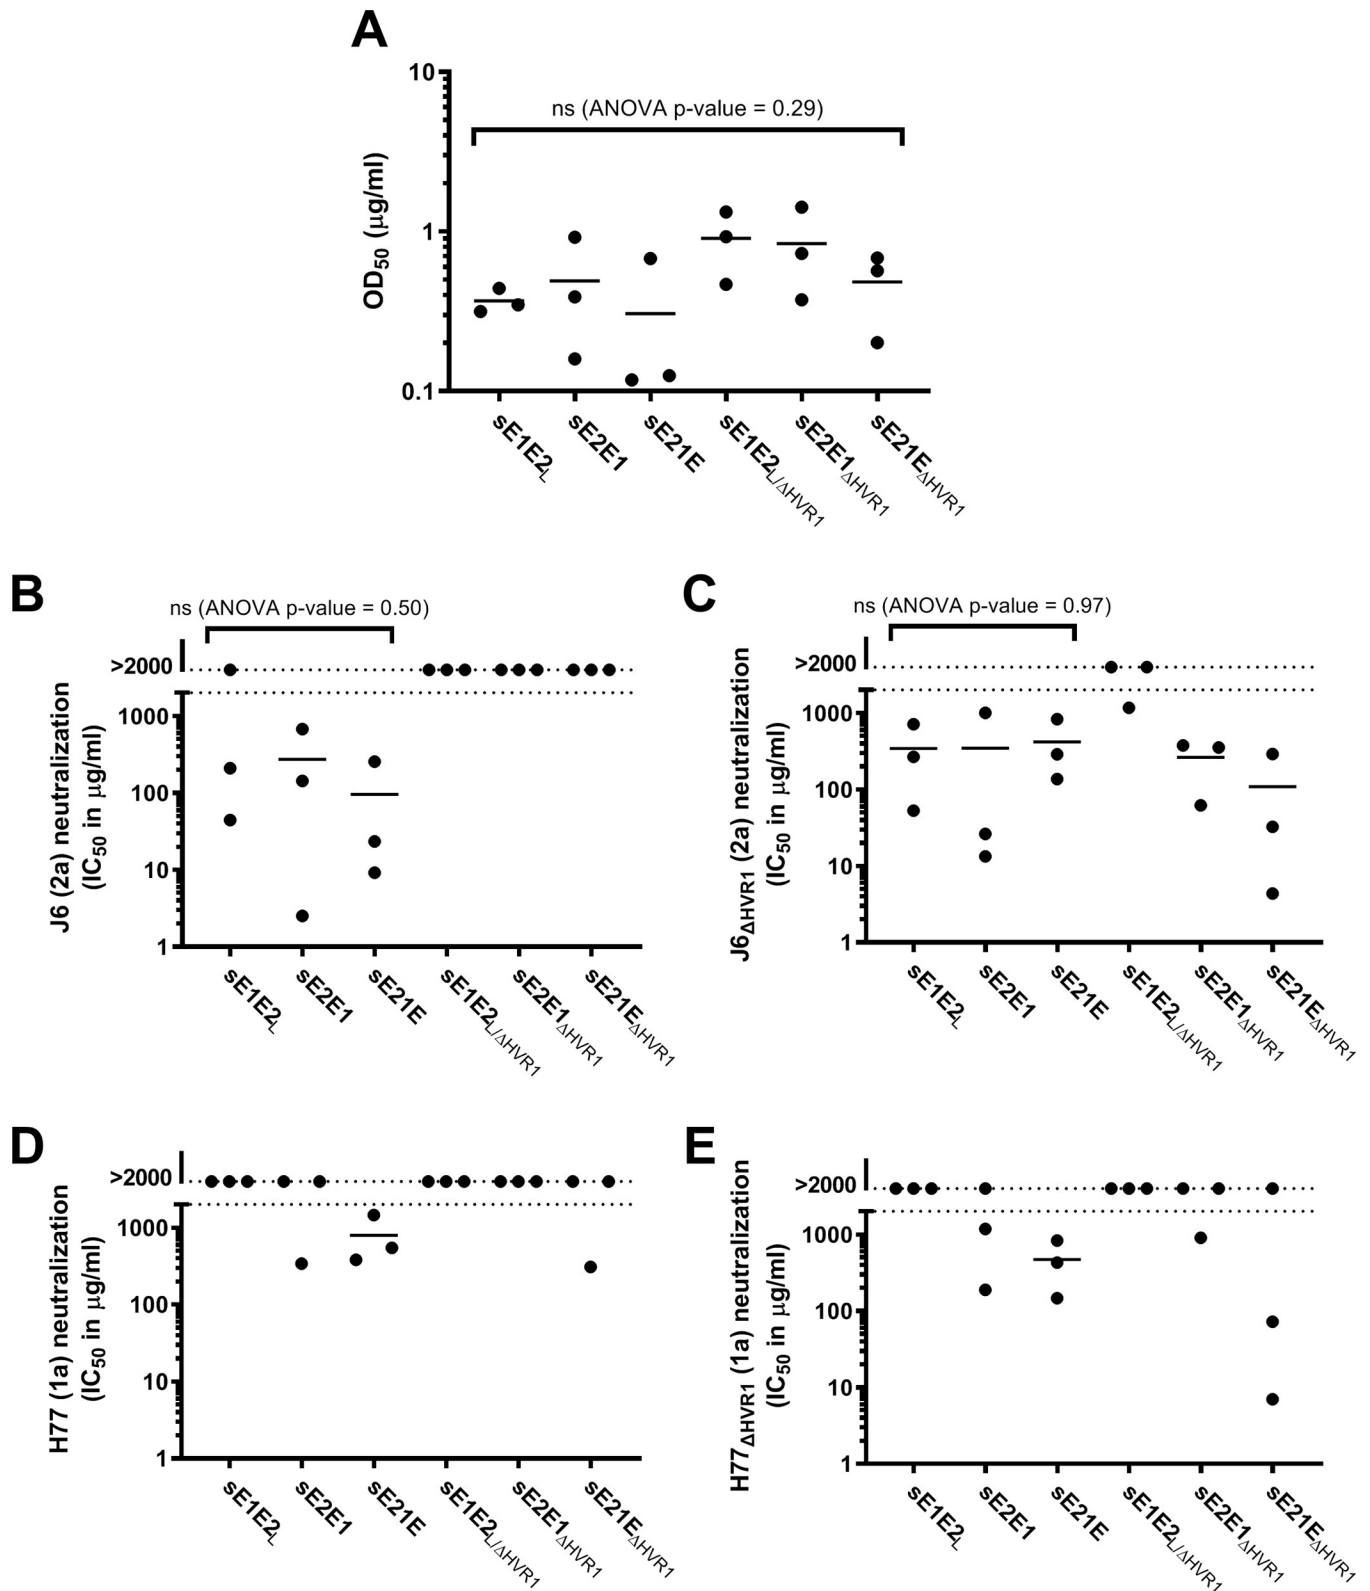 A
ns (ANOVA p-value = 0.29)
OD50 (µg/ml)
10
1
0.1
sE1E2L
sE2E1
sE21E
sE1E2L/ΔHVR1
sE2E1ΔHVR1
sE21EΔHVR1
B
ns (ANOVA p-value = 0.50)
J6 (2a) neutralization
(IC50 in µg/ml)
>2000
1000
100
10
1
sE1E2L
sE2E1
sE21E
sE1E2L/ΔHVR1
sE2E1ΔHVR1
sE21EΔHVR1
C
ns (ANOVA p-value = 0.97)
J6ΔHVR1 (2a) neutralization
(IC50 in µg/ml)
>2000
1000
100
10
1
sE1E2L
sE2E1
sE21E
sE1E2L/ΔHVR1
sE2E1ΔHVR1
sE21EΔHVR1
D
H77 (1a) neutralization
(IC50 in µg/ml)
>2000
1000
100
10
1
sE1E2L
sE2E1
sE21E
sE1E2L/ΔHVR1
sE2E1ΔHVR1
sE21EΔHVR1
E
H77ΔHVR1 (1a) neutralization
(IC50 in µg/ml)
>2000
1000
100
10
1
sE1E2L
sE2E1
sE21E
sE1E2L/ΔHVR1
sE2E1ΔHVR1
sE21EΔHVR1